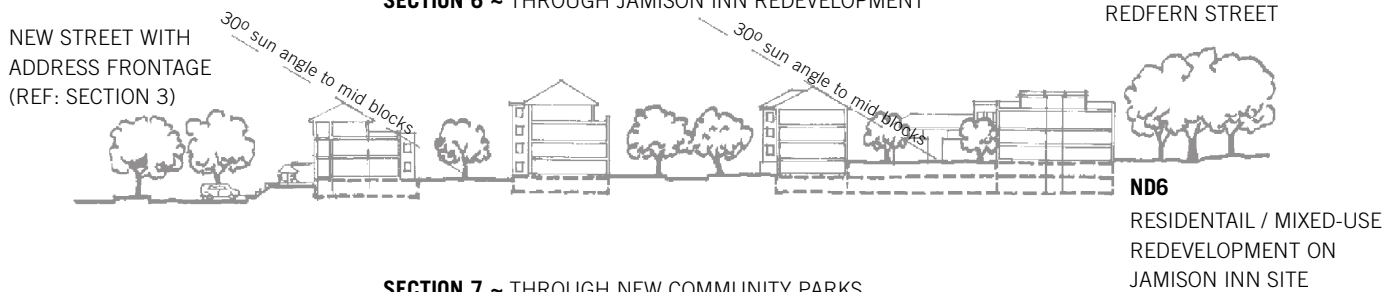 SECTION 6 ~ THROUGH JAMISON INN REDEVELOPMENT
REDFERN STREET
NEW STREET WITH
ADDRESS FRONTAGE
(REF: SECTION 3)
30º sun angle to mid blocks
30º sun angle to mid blocks
ND6
RESIDENTAIL / MIXED-USE
REDEVELOPMENT ON
JAMISON INN SITE
SECTION 7 ~ THROUGH NEW COMMUNITY PARKS